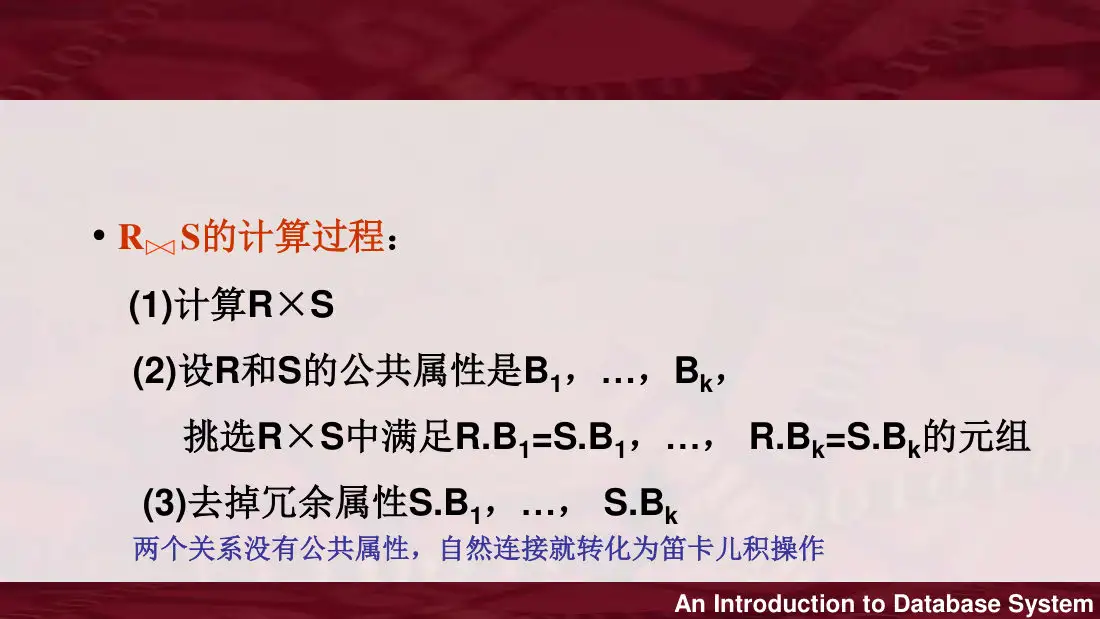 • R⋈S的计算过程：
(1)计算R×S
(2)设R和S的公共属性是B₁，…，Bₖ，
挑选R×S中满足R.B₁=S.B₁，…， R.Bₖ=S.Bₖ的元组
(3)去掉冗余属性S.B₁，…， S.Bₖ
两个关系没有公共属性，自然连接就转化为笛卡儿积操作
An Introduction to Database System